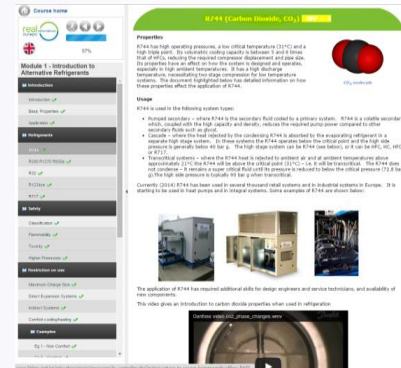 Course home
real
57%
Module 1 - Introduction to
Alternative Refrigerants
Introduction
Introduction
Basic Properties
Application
Refrigerants
R744
R32
R717
Safety
Classification
Flammability
Toxicity
Higher Pressures
Restriction on use
Maximum Charge Size
Direct Expansion Systems
Indirect Systems
Comfort cooling/heating
Examples
Eg 1 - Non Comfort
R744 (Carbon Dioxide, CO₂)
Properties
R744 has high operating pressures, a low critical temperature (31°C) and a
high triple point. Its volumetric cooling capacity is between 5 and 8 times
that of HFCs, reducing the required compressor displacement and pipe size.
Its properties have an effect on how the system is designed and operates,
especially in high ambient temperatures. It has a high discharge
temperature, necessitating two stage compression for low temperature
systems. The document highlighted below has detailed information on how
these properties effect the application of R744.
CO₂ molecule
Usage
R744 is used in the following system types:
• Pumped secondary – where R744 is the secondary fluid cooled by a primary system. R744 is a volatile secondary
which, coupled with the high capacity and density, reduces the required pump power compared to other
secondary fluids such as glycol.
• Cascade – where the heat rejected by the condensing R744 is absorbed by the evaporating refrigerant in a
separate high stage system. In these systems the R744 operates below the critical point and the high side
pressure is generally below 40 bar g. The high stage system can be R744 (see below), or it can be HFC, HC, HFO
or R717.
• Transcritical systems – where the R744 heat is rejected to ambient air and at ambient temperatures above
approximately 21°C the R744 will be above the critical point (31°C) – i.e. it will be transcritical. The R744 does
not condense – it remains a super critical fluid until its pressure is reduced to below the critical point (72.8 bar
g). The high side pressure is typically 90 bar g when transcritical.
Currently (2014) R744 has been used in several thousand retail systems and in industrial systems in Europe. It is
starting to be used in heat pumps and in integral systems. Some examples of R744 are shown below:
The application of R744 has required additional skills for design engineers and service technicians, and availability of
new components.
This video gives an introduction to carbon dioxide properties when used in refrigeration
Danfoss video co2_phase_changes.wmv